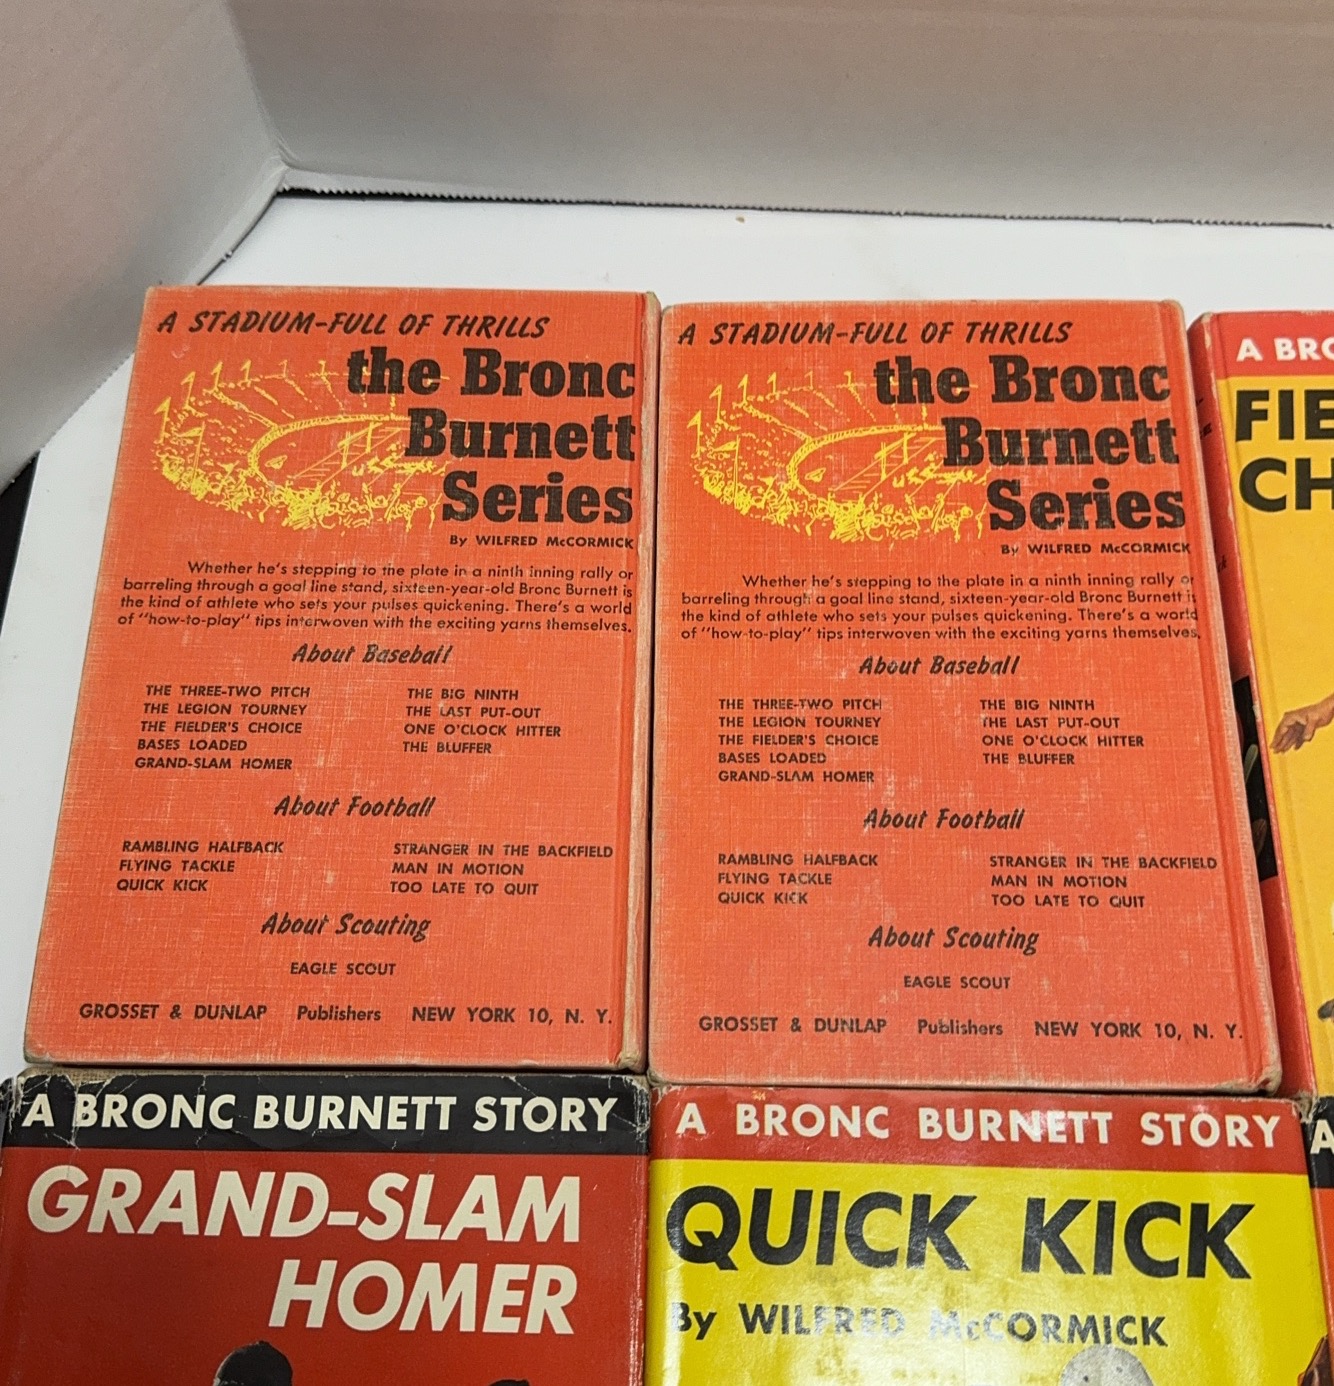 A STADIUM-FULL OF THRILLS
the Bronc
Burnett
Series
By WILFRED McCORMICK
Whether he's stepping to the plate in a ninth inning rally or
barreling through a goal line stand, sixteen-year-old Bronc Burnett is
the kind of athlete who sets your pulses quickening. There's a world
of "how-to-play" tips interwoven with the exciting yarns themselves.
About Baseball
THE THREE-TWO PITCH
THE LEGION TOURNEY
THE FIELDER'S CHOICE
BASES LOADED
GRAND-SLAM HOMER
THE BIG NINTH
THE LAST PUT-OUT
ONE O'CLOCK HITTER
THE BLUFFER
About Football
RAMBLING HALFBACK
FLYING TACKLE
QUICK KICK
STRANGER IN THE BACKFIELD
MAN IN MOTION
TOO LATE TO QUIT
About Scouting
EAGLE SCOUT
GROSSET & DUNLAP Publishers NEW YORK 10, N. Y.
A STADIUM-FULL OF THRILLS
the Bronc
Burnett
Series
By WILFRED McCORMICK
Whether he's stepping to the plate in a ninth inning rally or
barreling through a goal line stand, sixteen-year-old Bronc Burnett is
the kind of athlete who sets your pulses quickening. There's a world
of "how-to-play" tips interwoven with the exciting yarns themselves.
About Baseball
THE THREE-TWO PITCH
THE LEGION TOURNEY
THE FIELDER'S CHOICE
BASES LOADED
GRAND-SLAM HOMER
THE BIG NINTH
THE LAST PUT-OUT
ONE O'CLOCK HITTER
THE BLUFFER
About Football
RAMBLING HALFBACK
FLYING TACKLE
QUICK KICK
STRANGER IN THE BACKFIELD
MAN IN MOTION
TOO LATE TO QUIT
About Scouting
EAGLE SCOUT
GROSSET & DUNLAP Publishers NEW YORK 10, N. Y.
A BRO
FIE
CH
A BRONC BURNETT STORY
GRAND-SLAM
HOMER
A BRONC BURNETT STORY
QUICK KICK
By WILFRED McCORMICK
A